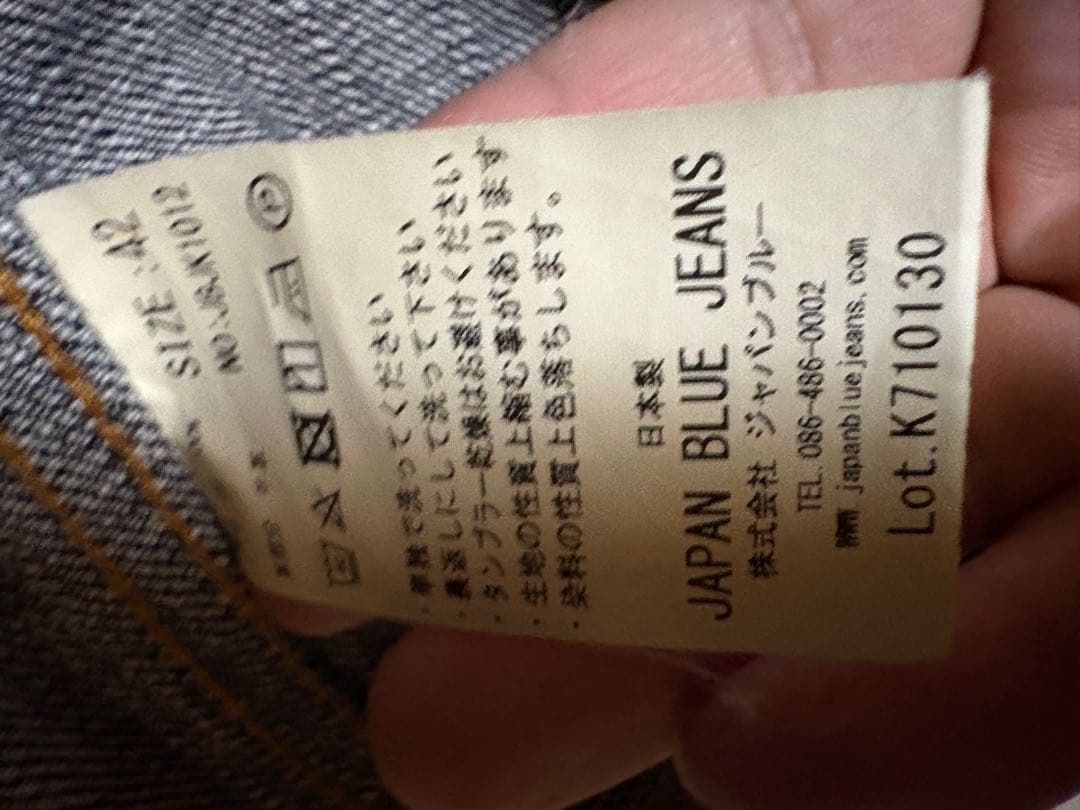 SIZE :42
NO:JBJK1012
P
・単独で洗ってください
・裏返しにして洗って下さい
・タンブラー乾燥はお避けください
・生地の性質上縮む事があります
・染料の性質上色落ちします。
日本製
JAPAN BLUE JEANS
株式会社 ジャパンブルー
TEL. 086-486-0002
WWW. japanbluejeans. com
Lot. K710130